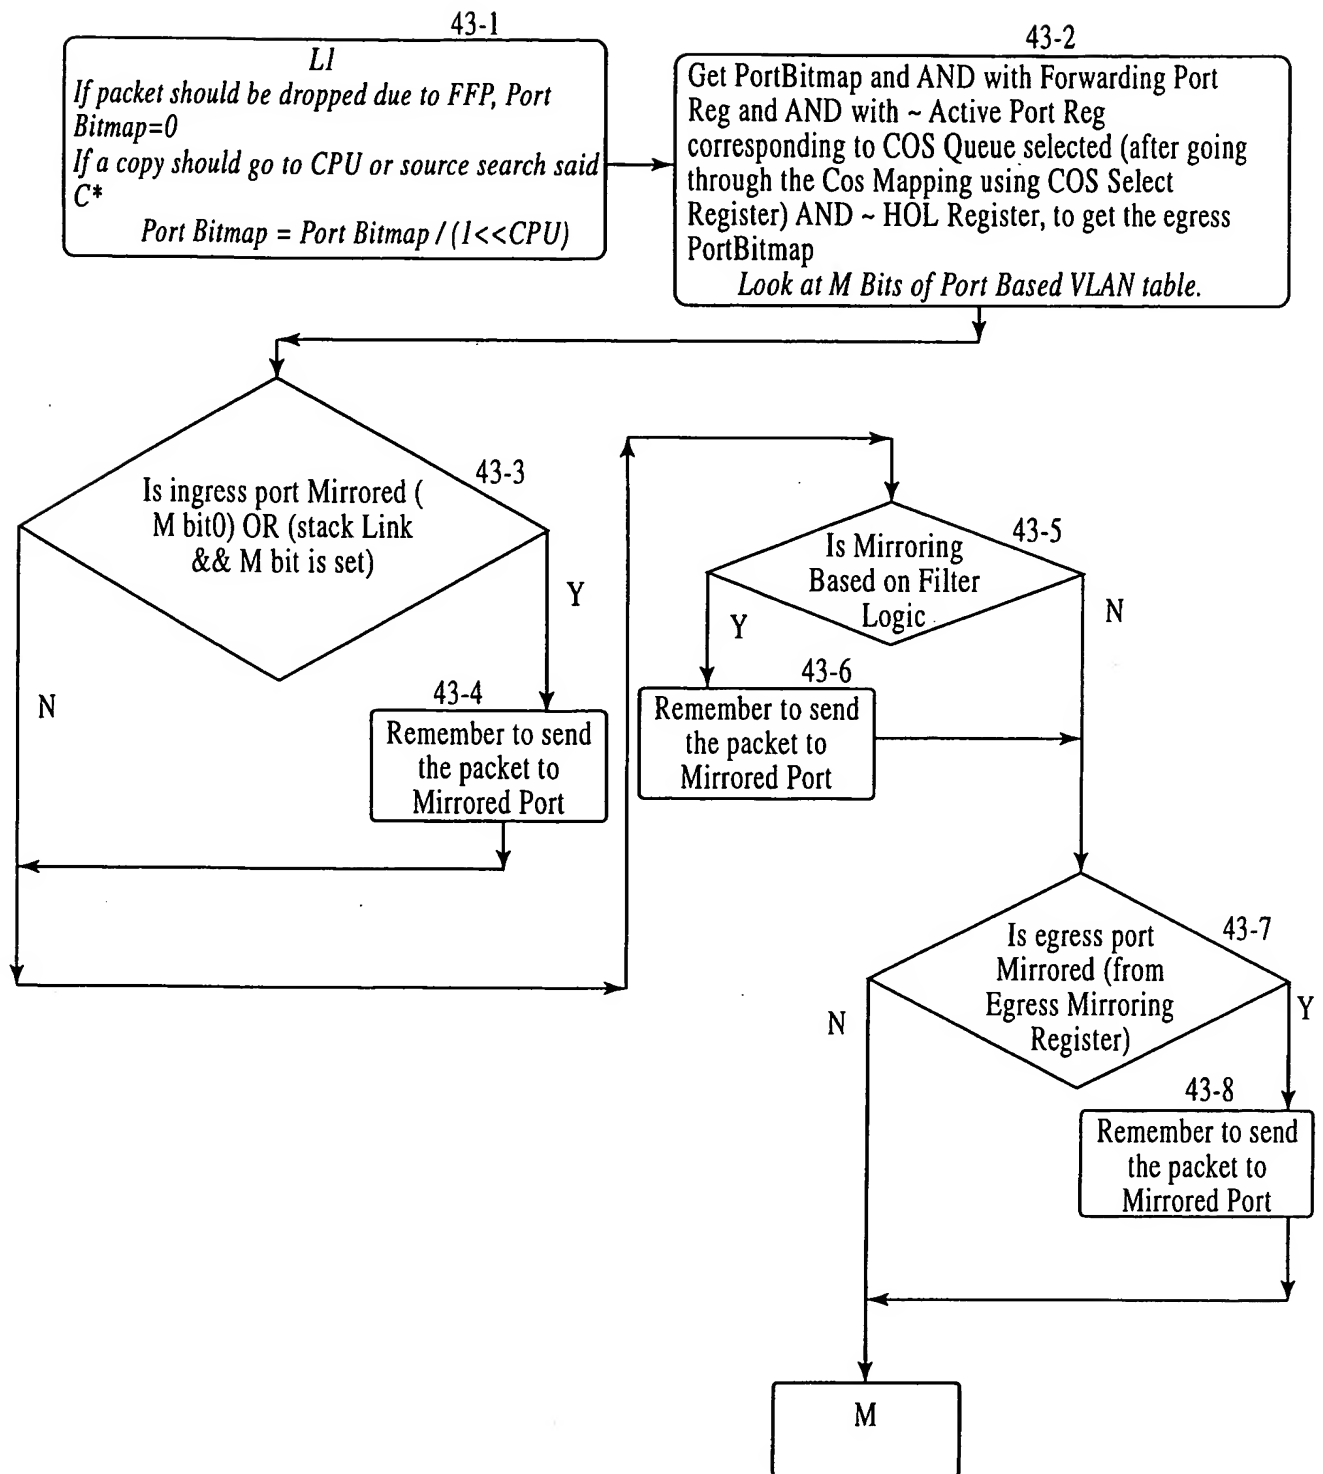 43-1
L1
If packet should be dropped due to FFP, Port
Bitmap=0
If a copy should go to CPU or source search said
C*
Port Bitmap = Port Bitmap / (1<<CPU)
43-2
Get PortBitmap and AND with Forwarding Port
Reg and AND with ~ Active Port Reg
corresponding to COS Queue selected (after going
through the Cos Mapping using COS Select
Register) AND ~ HOL Register, to get the egress
PortBitmap
Look at M Bits of Port Based VLAN table.
43-3
Is ingress port Mirrored (
M bit0) OR (stack Link
&& M bit is set)
Y
N
43-4
Remember to send
the packet to
Mirrored Port
43-5
Is Mirroring
Based on Filter
Logic
Y
N
43-6
Remember to send
the packet to
Mirrored Port
43-7
Is egress port
Mirrored (from
Egress Mirroring
Register)
N
Y
43-8
Remember to send
the packet to
Mirrored Port
M